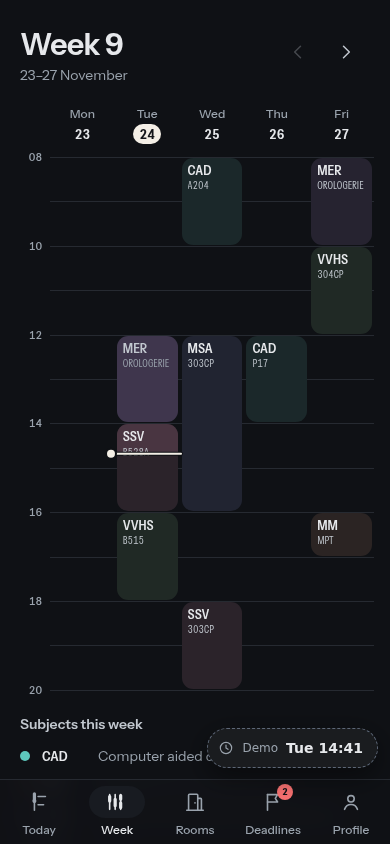 Week 9
23–27 November
Mon Tue Wed Thu Fri
23 24 25 26 27
08
CAD
A204
MER
OROLOGERIE
10
VVHS
304CP
12
MER
OROLOGERIE
MSA
303CP
CAD
P17
14
SSV
16
VVHS
B515
MM
MPT
18
SSV
303CP
20
Subjects this week
CAD Computer aided
Demo Tue 14:41
2
Today Week Rooms Deadlines Profile